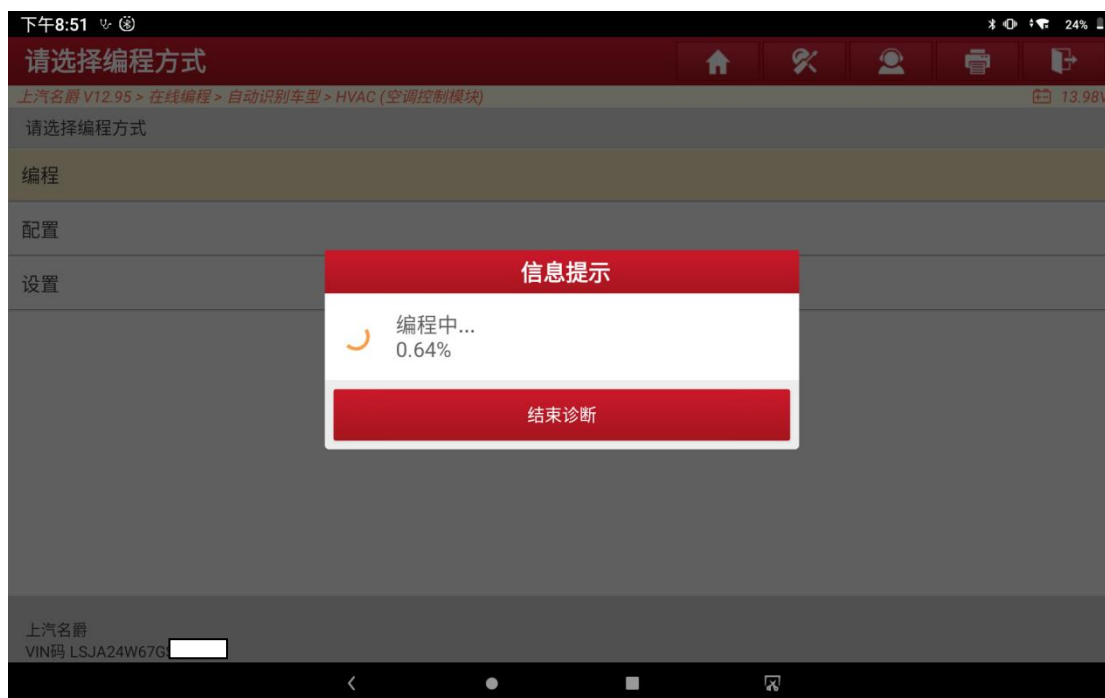 下午8:51
24%
请选择编程方式
上汽名爵 V12.95 > 在线编程 > 自动识别车型 > HVAC (空调控制模块)
13.98V
请选择编程方式
编程
配置
设置
信息提示
编程中...
0.64%
结束诊断
上汽名爵
VIN码 LSJA24W67G